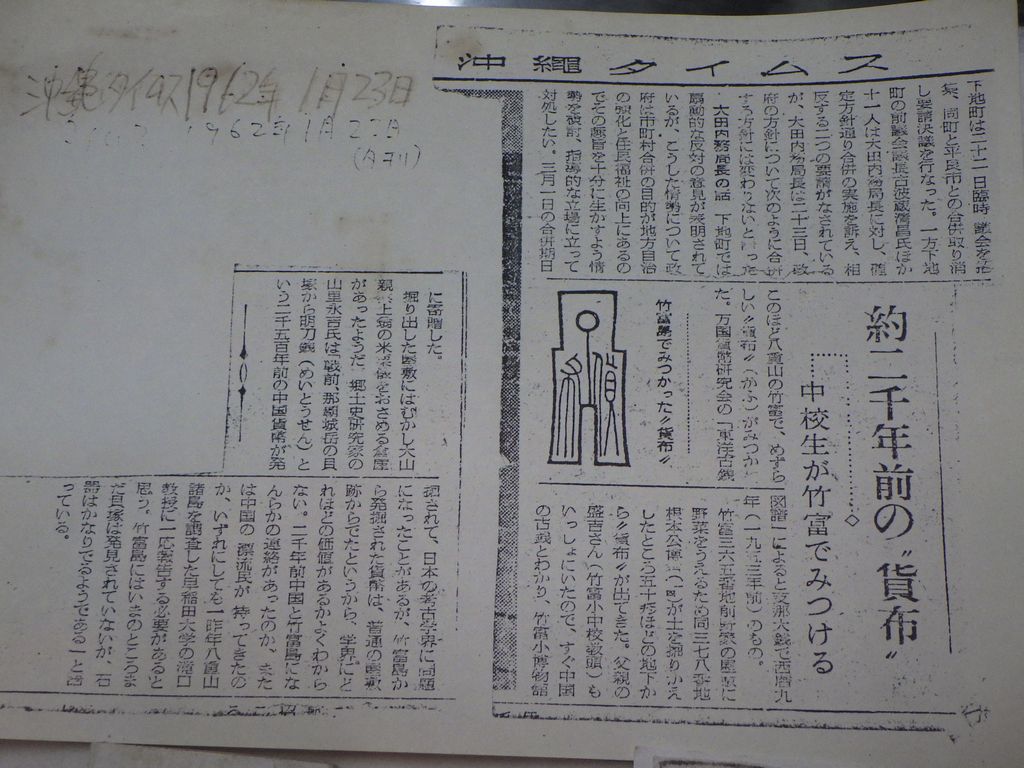 沖縄タイムス1962年 1月23日
1962年1月22日
(夕刊)
沖縄タイムス
下地町は二十二日臨時 議会を
集、同町と平良市との合併取り消
し要請決議を行なった。一方下地
町の前議会議長古波蔵
十一人は大田内務局長に対し、確
定方針通り合併の実施を訴え、相
反する二つの要請がなされている
が、大田内務局長は二十三日、政
府の方針について次のように合併
する方針には変わりないと
大田内務局長の話 下地町では
扇動的な反対の意見が表明されて
いるが、こうした情勢について政
府は市町村合併の目的が地方自治
の強化と住民福祉の向上にあるの
でその趣旨を十分に生かすよう情
勢を検討、指導的な立場に立って
対処したい。三月一日の合併期日
約二千年前の〝貨布〟
中校生が竹富でみつける
このほど八重山の竹富で、めずら
しい〝貨布〟(かふ)がみつかっ
た。万国貨幣研究会の「東洋古銭
竹富島でみつかった〝貨布〟
貨布
図譜」によると支那大銭で西暦九
年(一九五三年前)のもの。
竹富三六五番地前野原の屋敷に
野菜をうえるため同三七八番地
根本公博
したところ五十糎ほどの地下か
ら〝貨布〟が出てきた。父親の
盛吉さん(竹富小中校教頭)も
いっしょにいたので、すぐ中国
の古銭とわかり、竹富小博物館
に寄贈した。
掘り出した屋敷にはむかし大山
親雲上翁の米俵をおさめる倉庫
があったようだ。郷土史研究家の
山里永吉氏は「戦前、那覇城岳の貝
塚から明刀銭(めいとうせん)と
いう二千五百年前の中国貨幣が発
掘されて、日本の考古学界に問題
になったことがあるが、竹富島か
ら発掘された貨幣は、普通の屋敷
跡からでたというから、学界にど
れほどの価値があるかよくわから
ない。二千年前中国と竹富島にな
んらかの連絡があったのか、また
は中国の漂流民が持ってきたの
か、いずれにしても一昨年八重山
諸島を調査した早稲田大学の滝口
教授に一応報告する必要があると
思う。竹富島にはいまのところま
だ貝塚は発見されていないが、石
器はかなりでるようである」と語
っている。